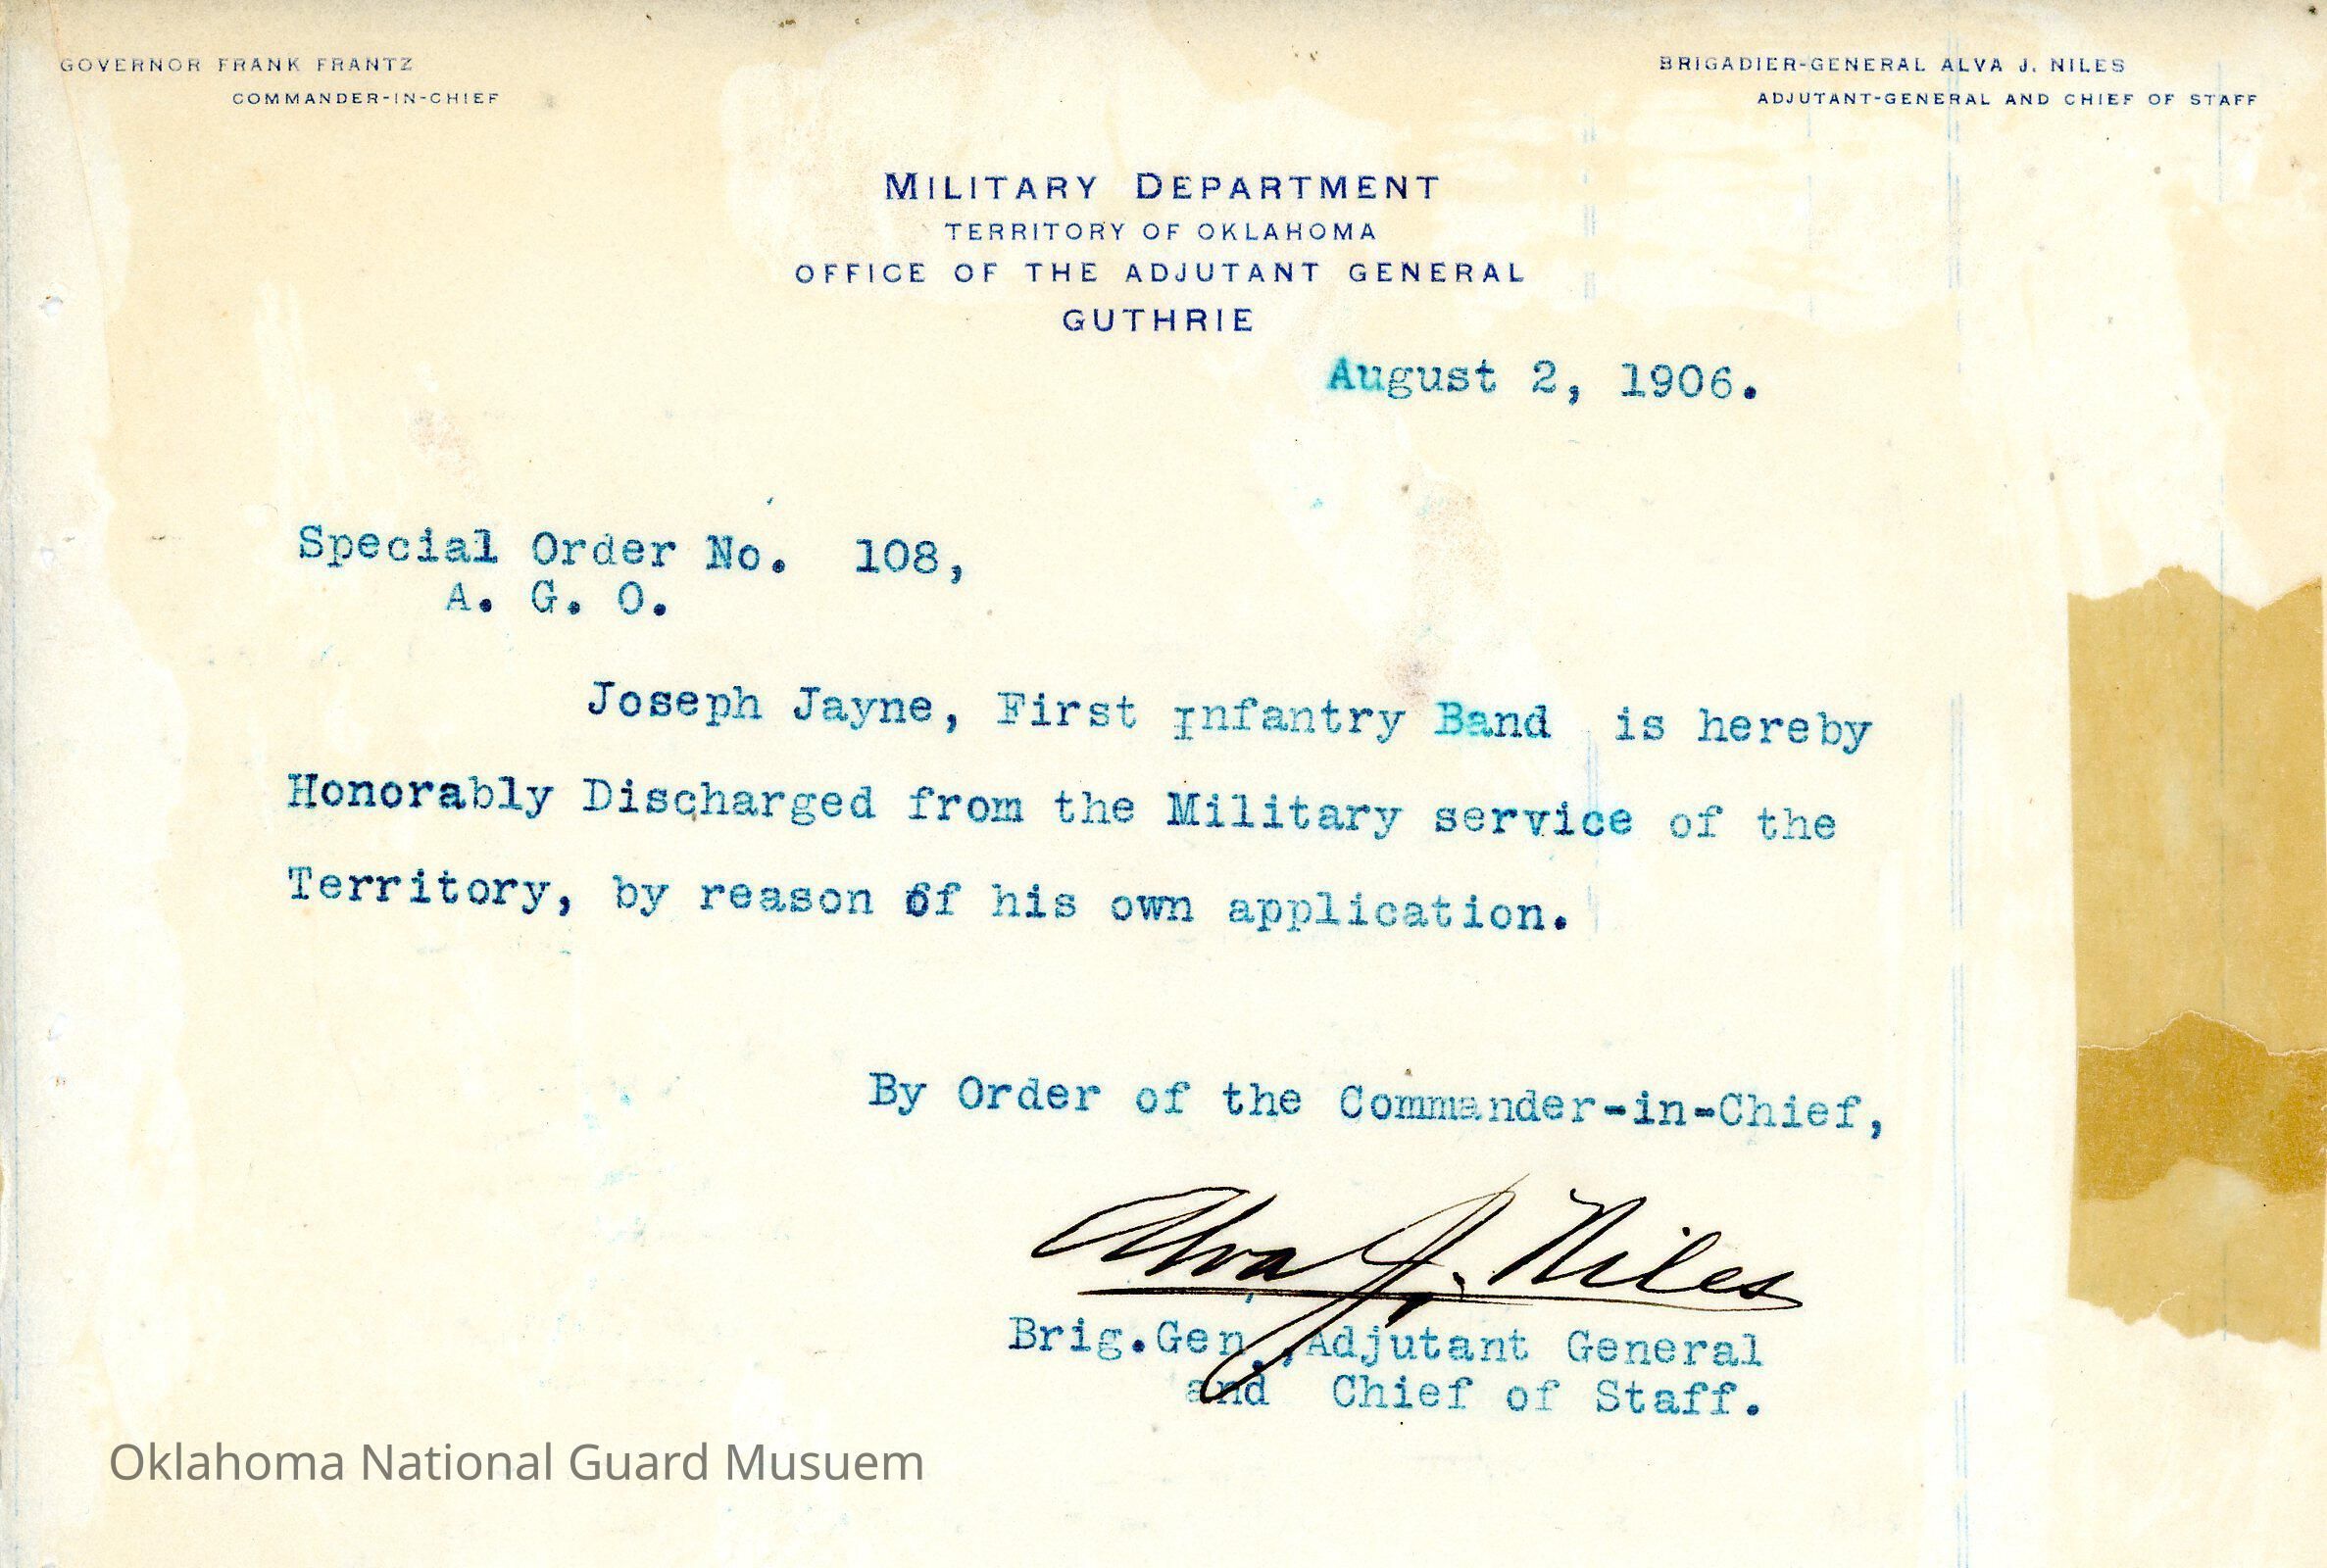 GOVERNOR FRANK FRANTZ
COMMANDER-IN-CHIEF
BRIGADIER-GENERAL ALVA J. NILES
ADJUTANT-GENERAL AND CHIEF OF STAFF
MILITARY DEPARTMENT
TERRITORY OF OKLAHOMA
OFFICE OF THE ADJUTANT GENERAL
GUTHRIE
August 2, 1906.
Special Order No. 108,
A. G. O.
Joseph Jayne, First Infantry Band is hereby
Honorably Discharged from the Military service of the
Territory, by reason of his own application.
By Order of the Commander-in-Chief,
Alva J. Niles
Brig.Gen.,Adjutant General
and Chief of Staff.
Oklahoma National Guard Musuem